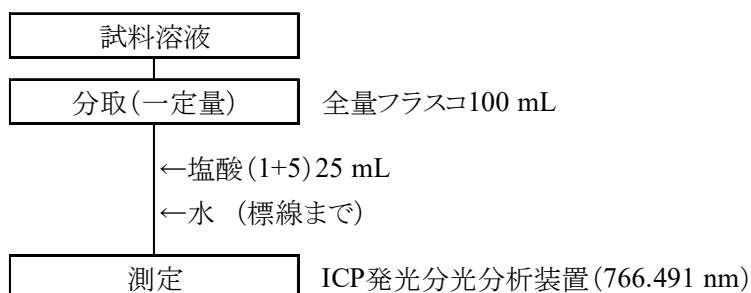 試料溶液
分取(一定量) 全量フラスコ100 mL
←塩酸(1+5)25 mL
←水 (標線まで)
測定 ICP発光分光分析装置(766.491 nm)